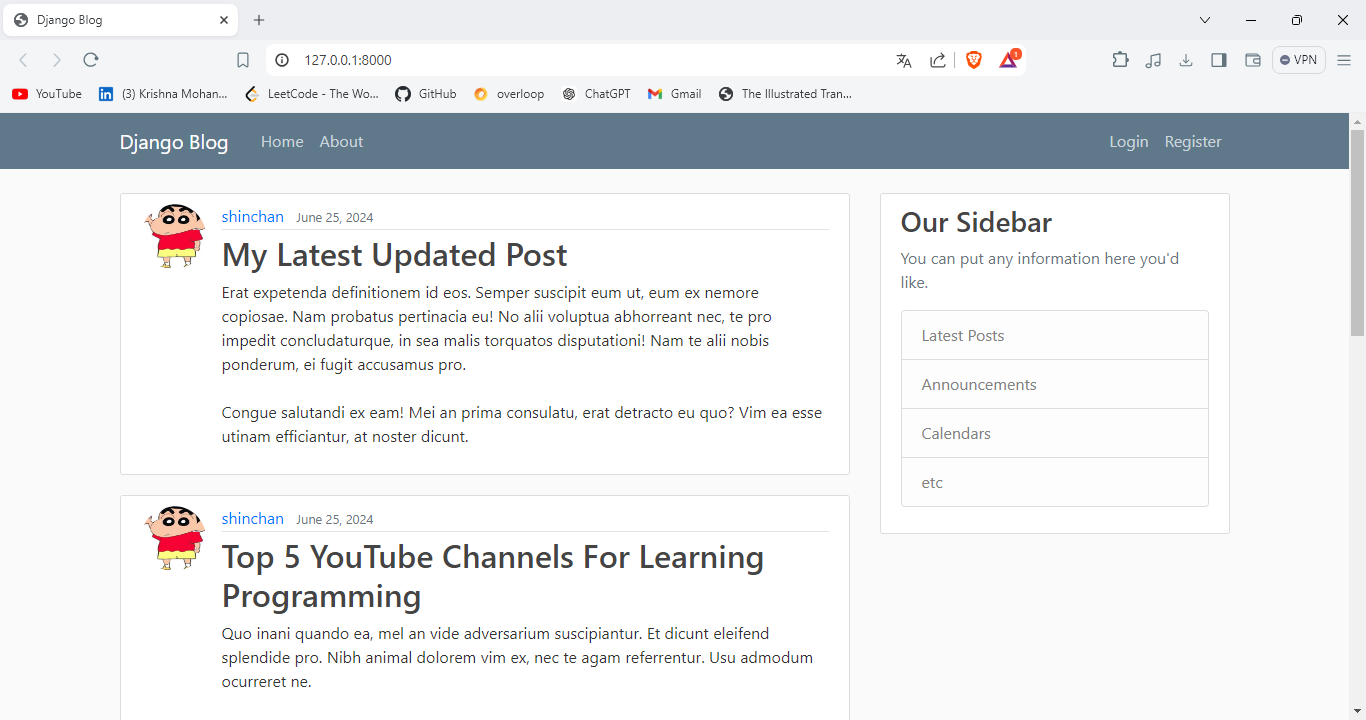 Django Blog
127.0.0.1:8000
1
VPN
YouTube
(3) Krishna Mohan...
LeetCode - The Wo...
GitHub
overloop
ChatGPT
Gmail
The Illustrated Tran...
Django Blog Home About Login Register
shinchan June 25, 2024
My Latest Updated Post
Erat expetenda definitionem id eos. Semper suscipit eum ut, eum ex nemore
copiosae. Nam probatus pertinacia eu! No alii voluptua abhorreant nec, te pro
impedit concludaturque, in sea malis torquatos disputationi! Nam te alii nobis
ponderum, ei fugit accusamus pro.
Congue salutandi ex eam! Mei an prima consulatu, erat detracto eu quo? Vim ea esse
utinam efficiantur, at noster dicunt.
shinchan June 25, 2024
Top 5 YouTube Channels For Learning
Programming
Quo inani quando ea, mel an vide adversarium suscipiantur. Et dicunt eleifend
splendide pro. Nibh animal dolorem vim ex, nec te agam referrentur. Usu admodum
ocurreret ne.
Our Sidebar
You can put any information here you'd
like.
Latest Posts
Announcements
Calendars
etc